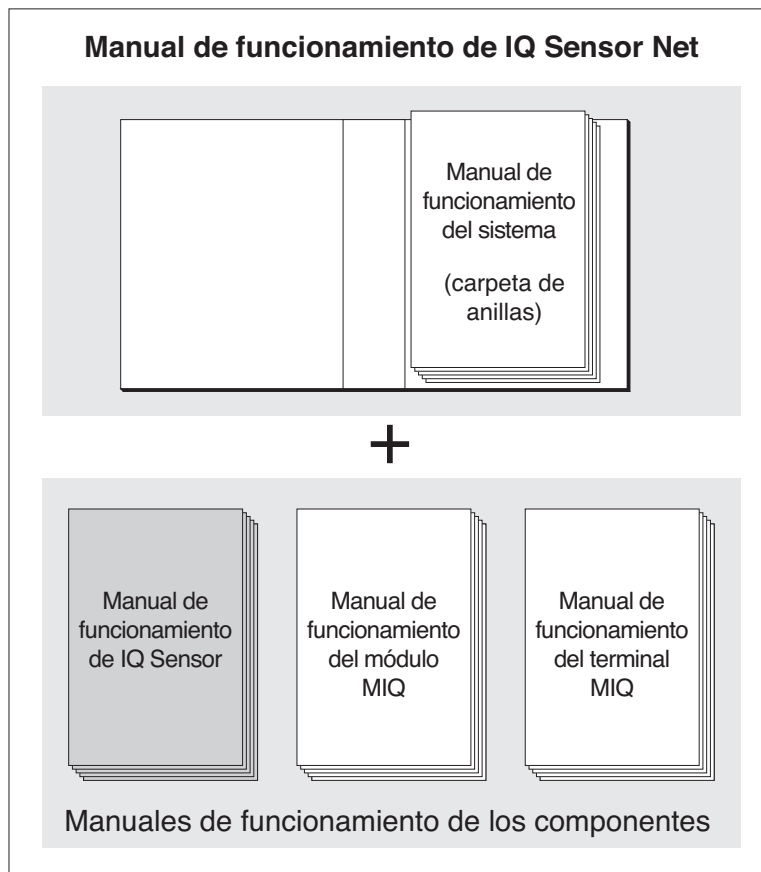 Manual de funcionamiento de IQ Sensor Net
Manual de
funcionamiento
del sistema
(carpeta de
anillas)
+
Manual de
funcionamiento
de IQ Sensor
Manual de
funcionamiento
del módulo
MIQ
Manual de
funcionamiento
del terminal
MIQ
Manuales de funcionamiento de los componentes